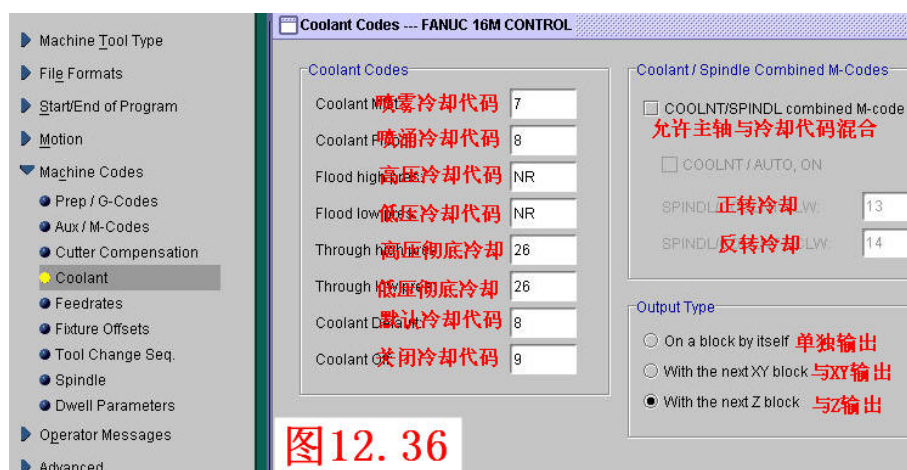 Coolant Codes --- FANUC 16M CONTROL
Machine Tool Type
File Formats
Start/End of Program
Motion
Machine Codes
Prep / G-Codes
Aux / M-Codes
Cutter Compensation
Coolant
Feedrates
Fixture Offsets
Tool Change Seq.
Spindle
Dwell Parameters
Operator Messages
Advanced
Coolant Codes
Coolant 喷雾冷却代码 7
Coolant 喷涌冷却代码 8
Flood high 高压冷却代码 NR
Flood low 低压冷却代码 NR
Through 高压彻底冷却 26
Through 低压彻底冷却 26
Coolant 默认冷却代码 8
Coolant 关闭冷却代码 9
Coolant / Spindle Combined M-Codes
COOLNT/SPINDL combined M-code
允许主轴与冷却代码混合
COOLNT / AUTO, ON
正转冷却 CLW: 13
反转冷却 CLW: 14
Output Type
On a block by itself 单独输出
With the next XY block 与XY输出
With the next Z block 与Z输出
图12.36